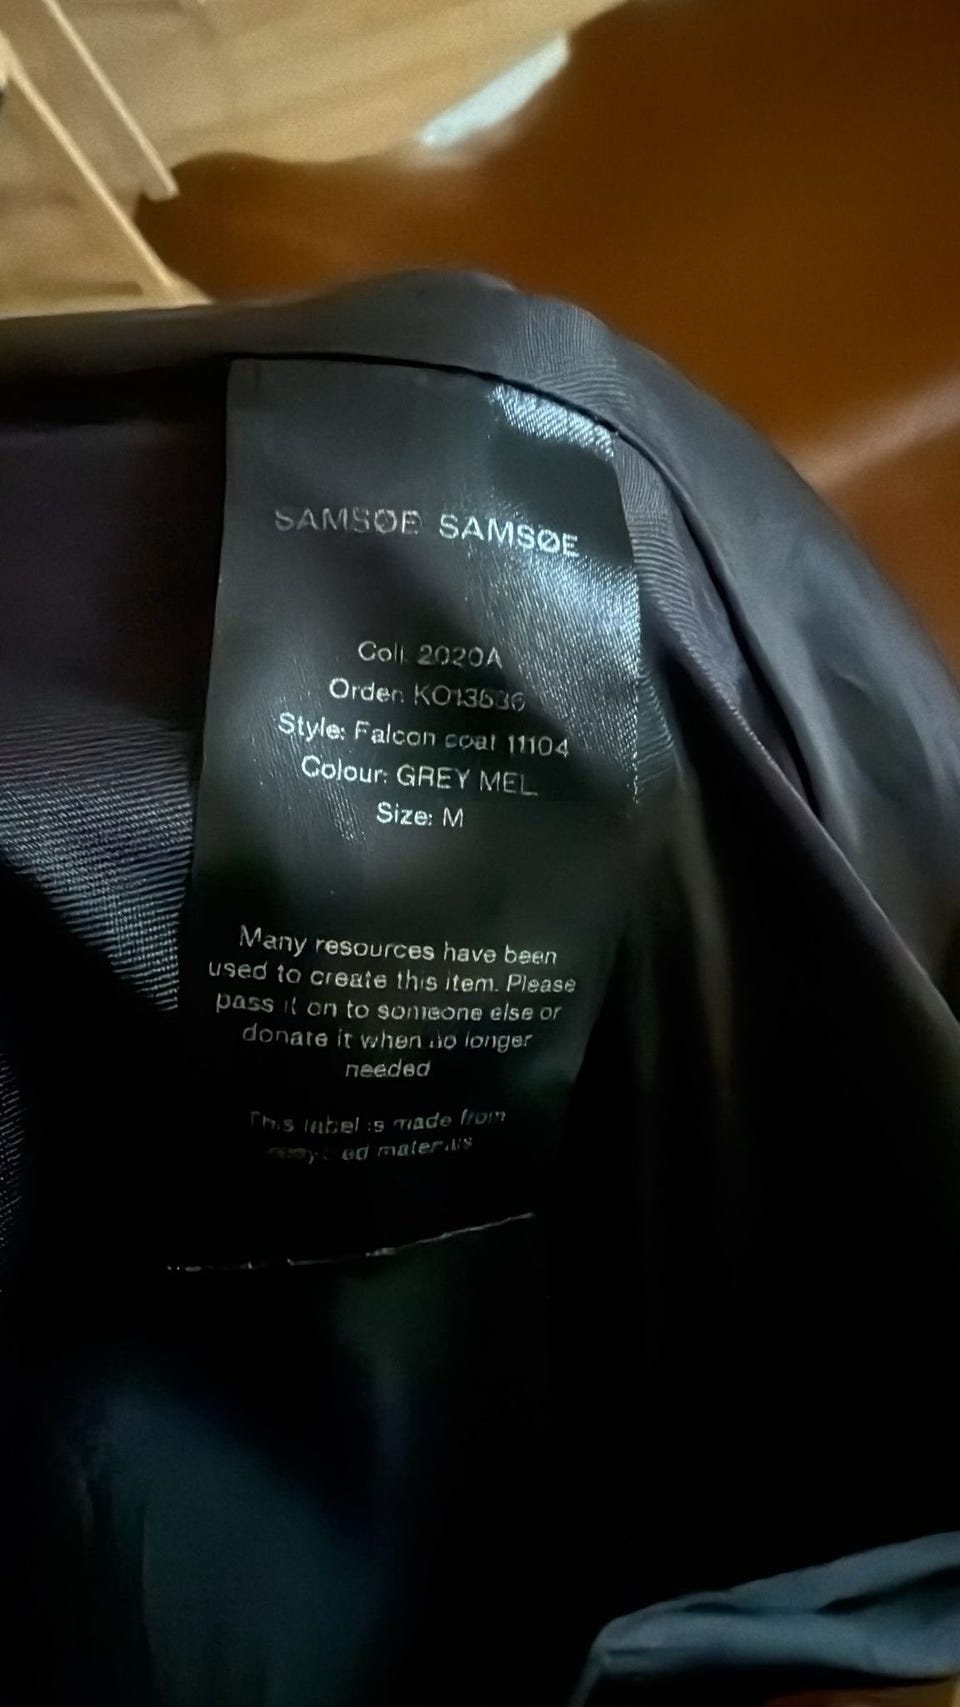 SAMSØE SAMSØE
Coll. 2020A
Order:
Style: Falcon coat 11104
Colour: GREY MEL
Size: M
Many resources have been
used to create this item. Please
pass it on to someone else or
donate it when no longer
needed
This label is made from
recycled materials